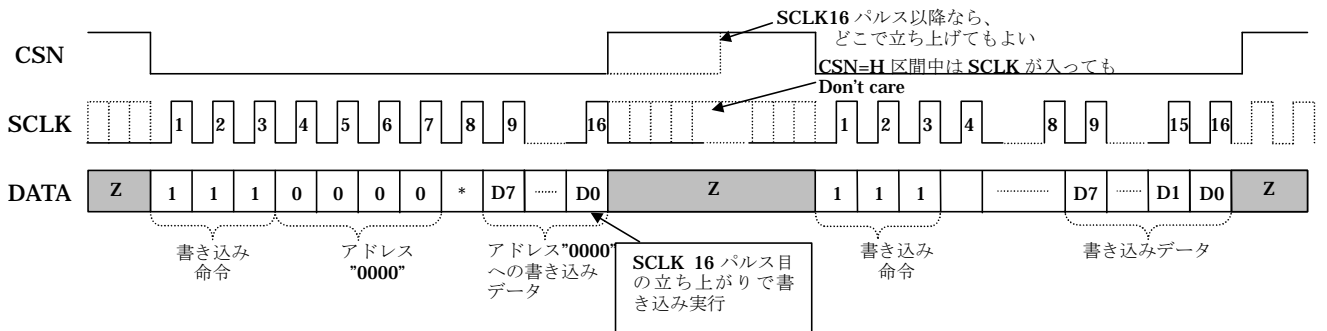 SCLK16 パルス以降なら、
どこで立ち上げてもよい
CSN
CSN=H 区間中は SCLK が入っても
Don't care
SCLK 1 2 3 4 5 6 7 8 9 16 1 2 3 4 8 9 15 16
DATA Z 1 1 1 0 0 0 0 * D7 ...... D0 Z 1 1 1 .............. D7 ...... D1 D0 Z
書き込み
命令
アドレス
"0000"
アドレス"0000"
への書き込み
データ
SCLK 16 パルス目
の立ち上がりで書
き込み実行
書き込み
命令
書き込みデータ